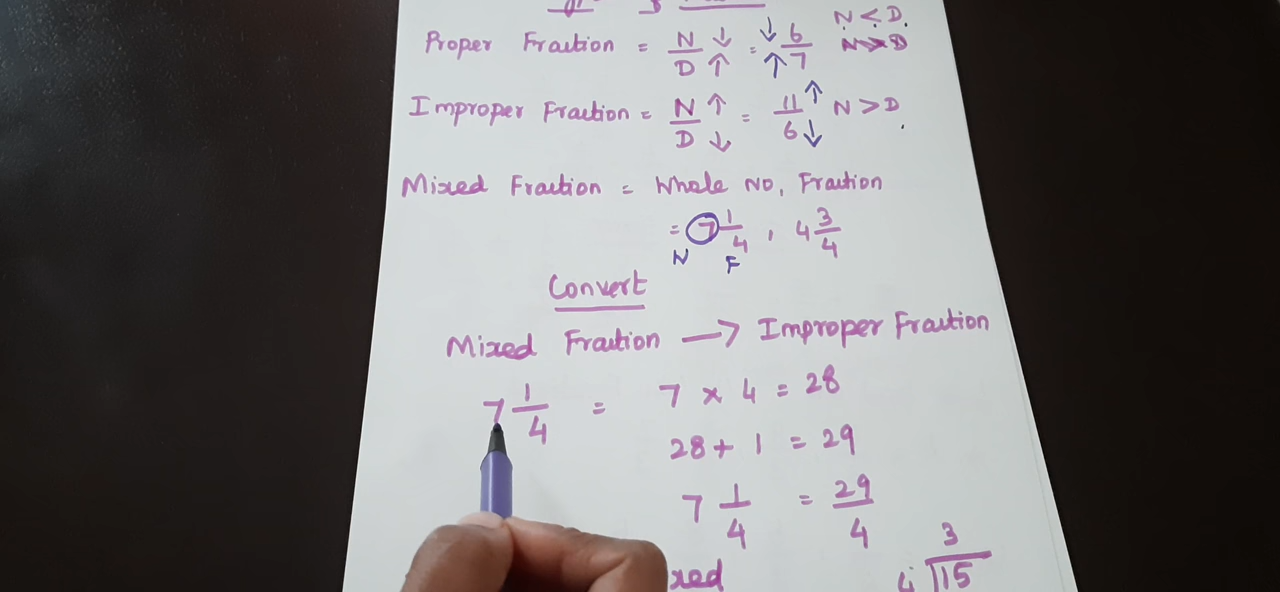 N < D.
Proper Fraction = N/D ↓↑ = ↓↑ 6/7 N > D
Improper Fraction = N/D ↑↓ = 11/6 ↑↓ N > D.
Mixed Fraction = Whole No, Fraction
= 7 1/4, 4 3/4
N F
Convert
Mixed Fraction → Improper Fraction
7 1/4 = 7 × 4 = 28
28 + 1 = 29
7 1/4 = 29/4
3
4 15